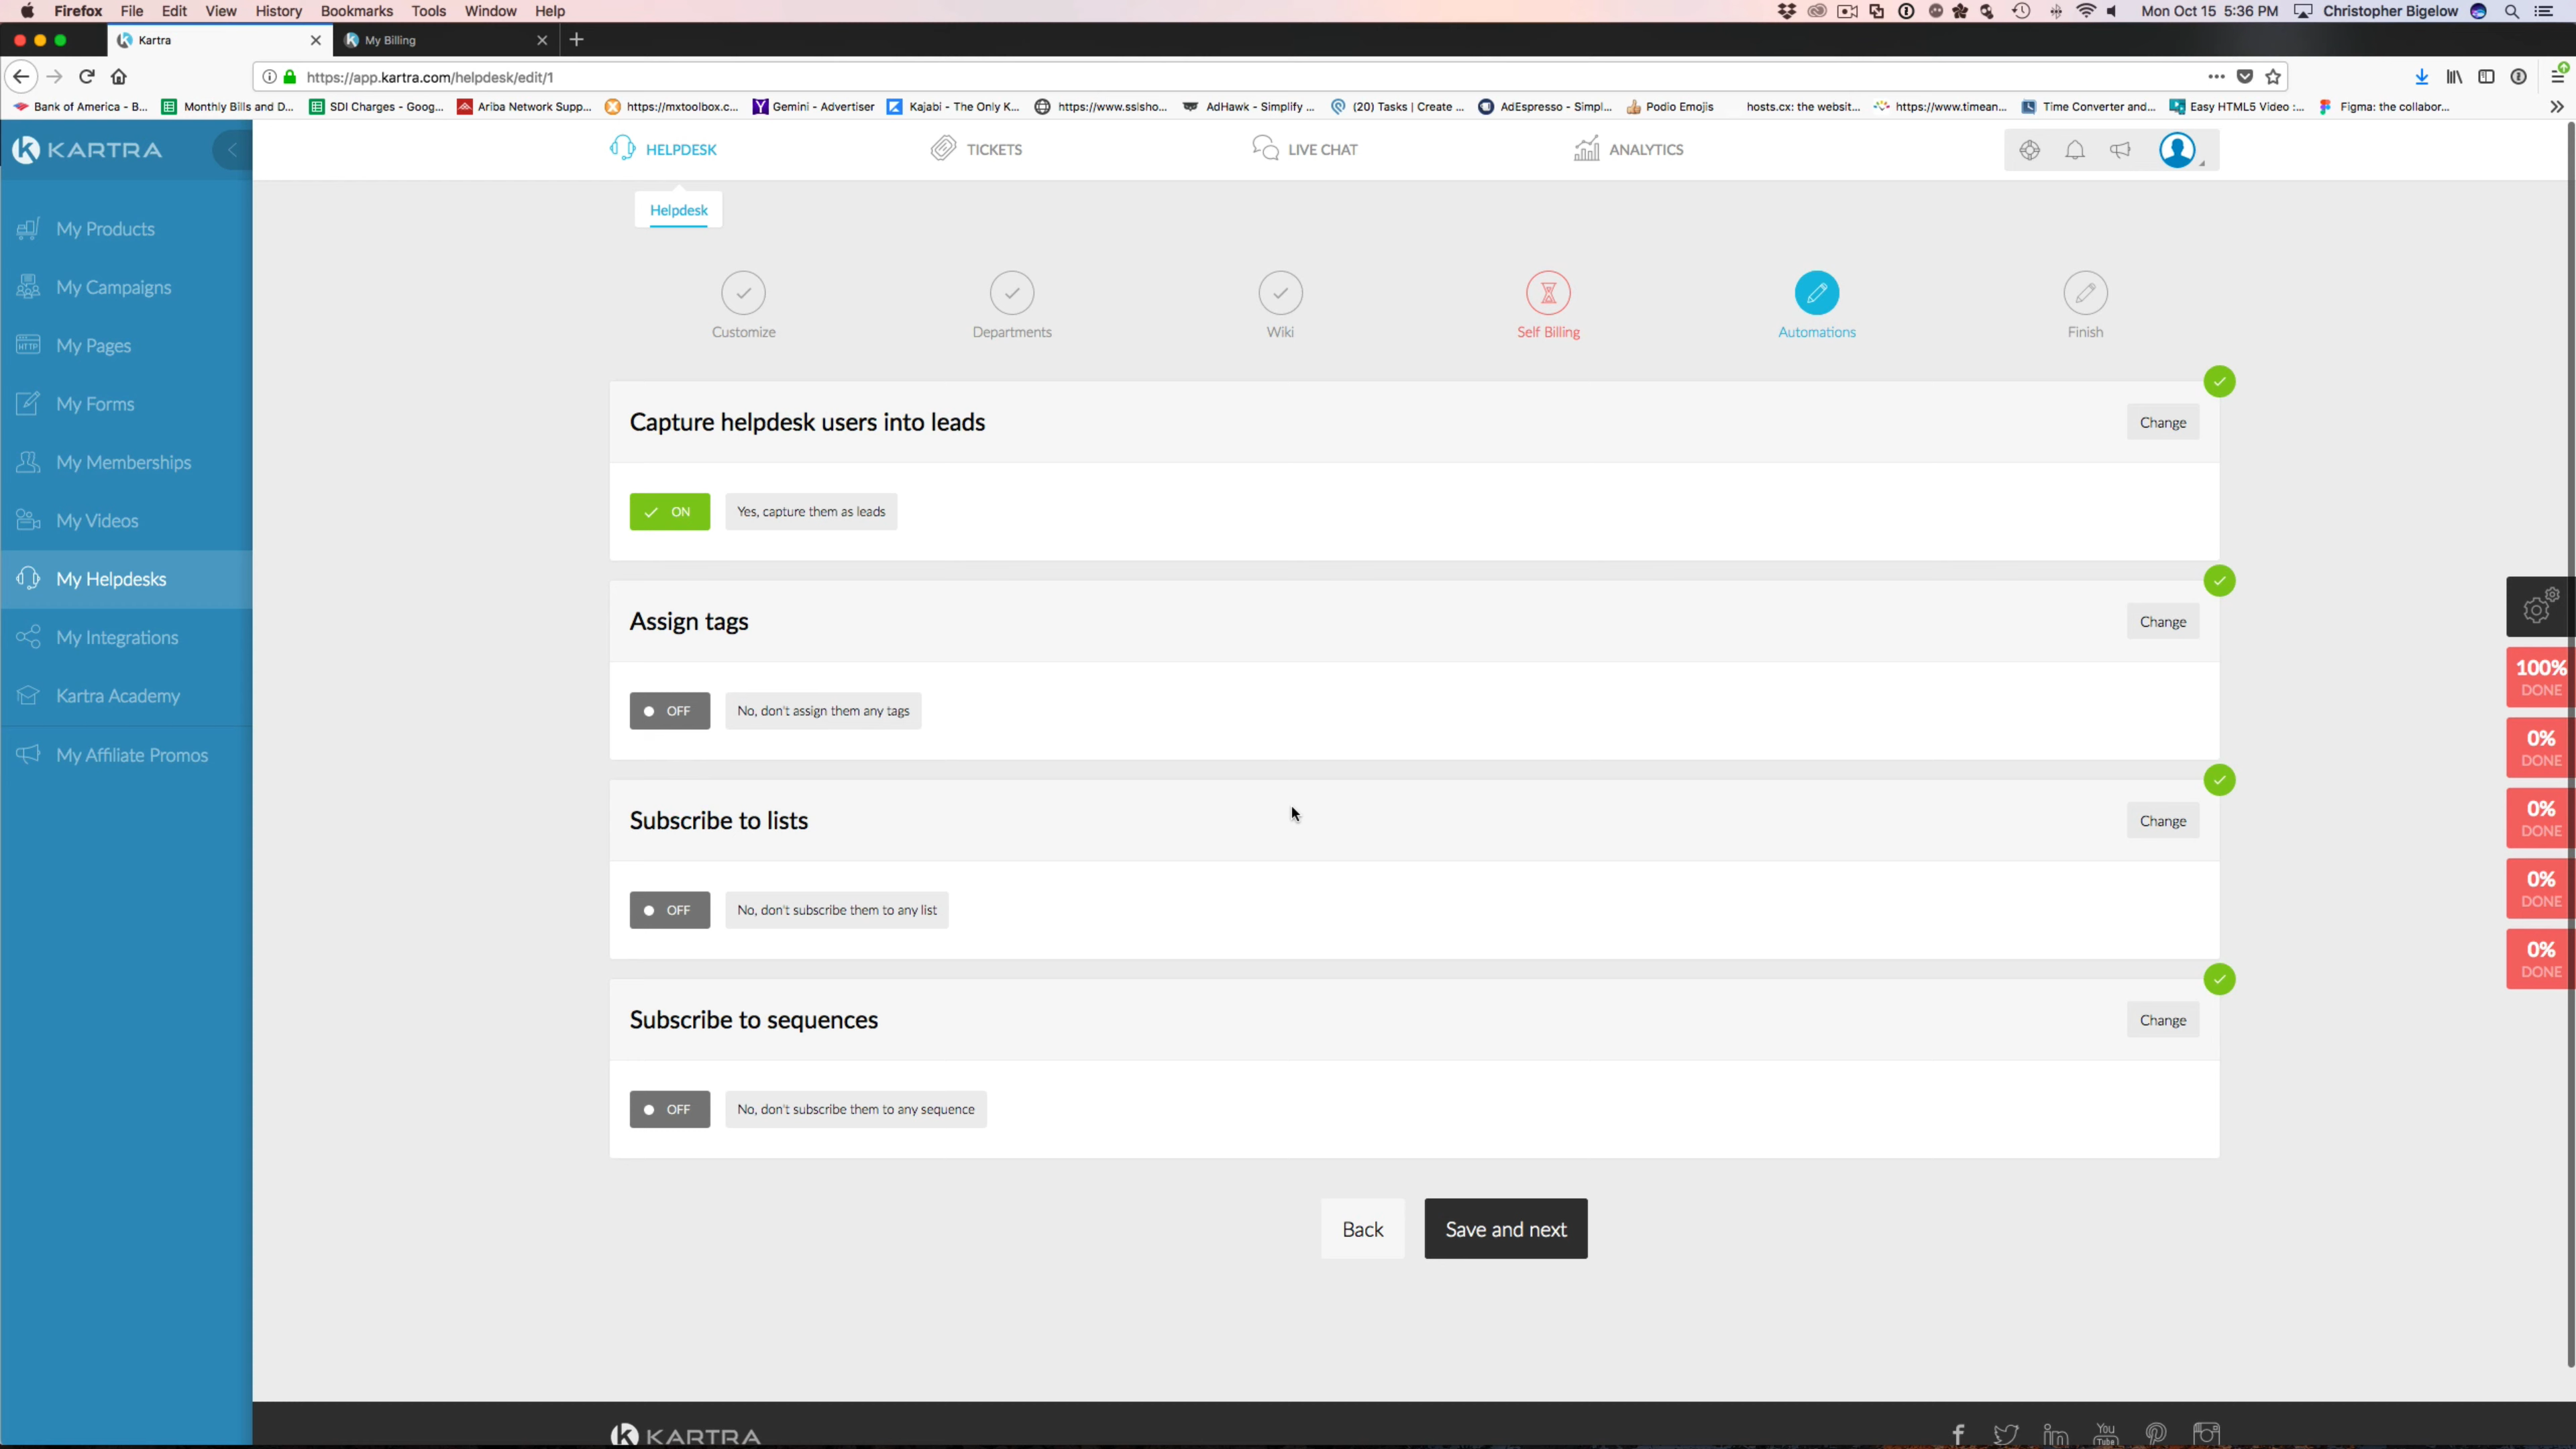 Firefox File Edit View History Bookmarks Tools Window Help Mon Oct 15 5:36 PM Christopher Bigelow
Kartra My Billing
https://app.kartra.com/helpdesk/edit/1
Bank of America - B... Monthly Bills and D... SDI Charges - Goog... Ariba Network Supp... https://mxtoolbox.c... Gemini - Advertiser Kajabi - The Only K... https://www.sslsho... AdHawk - Simplify ... (20) Tasks | Create ... AdEspresso - Simpl... Podio Emojis hosts.cx: the websit... https://www.timean... Time Converter and... Easy HTML5 Video :... Figma: the collabor...
KARTRA
HELPDESK TICKETS LIVE CHAT ANALYTICS
Helpdesk
My Products
My Campaigns
HTTP My Pages
My Forms
My Memberships
My Videos
My Helpdesks
My Integrations
Kartra Academy
My Affiliate Promos
Customize Departments Wiki Self Billing Automations Finish
Capture helpdesk users into leads Change
ON Yes, capture them as leads
Assign tags Change
OFF No, don't assign them any tags
Subscribe to lists Change
OFF No, don't subscribe them to any list
Subscribe to sequences Change
OFF No, don't subscribe them to any sequence
Back Save and next
100%
DONE
0%
DONE
0%
DONE
0%
DONE
0%
DONE
KARTRA
You
Tube